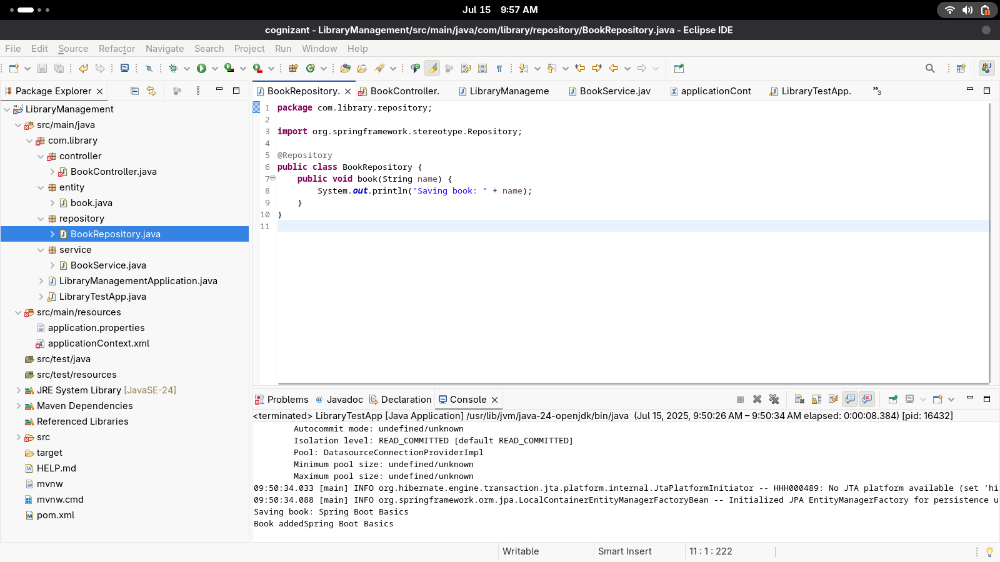 Jul 15 9:57 AM
cognizant - LibraryManagement/src/main/java/com/library/repository/BookRepository.java - Eclipse IDE
File Edit Source Refactor Navigate Search Project Run Window Help
Package Explorer
BookRepository. BookController. LibraryManageme BookService.jav applicationCont LibraryTestApp. »3
LibraryManagement
src/main/java
com.library
controller
BookController.java
entity
book.java
repository
BookRepository.java
service
BookService.java
LibraryManagementApplication.java
LibraryTestApp.java
src/main/resources
application.properties
applicationContext.xml
src/test/java
src/test/resources
JRE System Library [JavaSE-24]
Maven Dependencies
Referenced Libraries
src
target
HELP.md
mvnw
mvnw.cmd
pom.xml
1 package com.library.repository;
2
3 import org.springframework.stereotype.Repository;
4
5 @Repository
6 public class BookRepository {
7 public void book(String name) {
8 System.out.println("Saving book: " + name);
9 }
10 }
11
Problems Javadoc Declaration Console
<terminated> LibraryTestApp [Java Application] /usr/lib/jvm/java-24-openjdk/bin/java (Jul 15, 2025, 9:50:26 AM – 9:50:34 AM elapsed: 0:00:08.384) [pid: 16432]
Autocommit mode: undefined/unknown
Isolation level: READ_COMMITTED [default READ_COMMITTED]
Pool: DatasourceConnectionProviderImpl
Minimum pool size: undefined/unknown
Maximum pool size: undefined/unknown
09:50:34.033 [main] INFO org.hibernate.engine.transaction.jta.platform.internal.JtaPlatformInitiator -- HHH000489: No JTA platform available (set 'hi
09:50:34.088 [main] INFO org.springframework.orm.jpa.LocalContainerEntityManagerFactoryBean -- Initialized JPA EntityManagerFactory for persistence u
Saving book: Spring Boot Basics
Book addedSpring Boot Basics
Writable Smart Insert 11 : 1 : 222